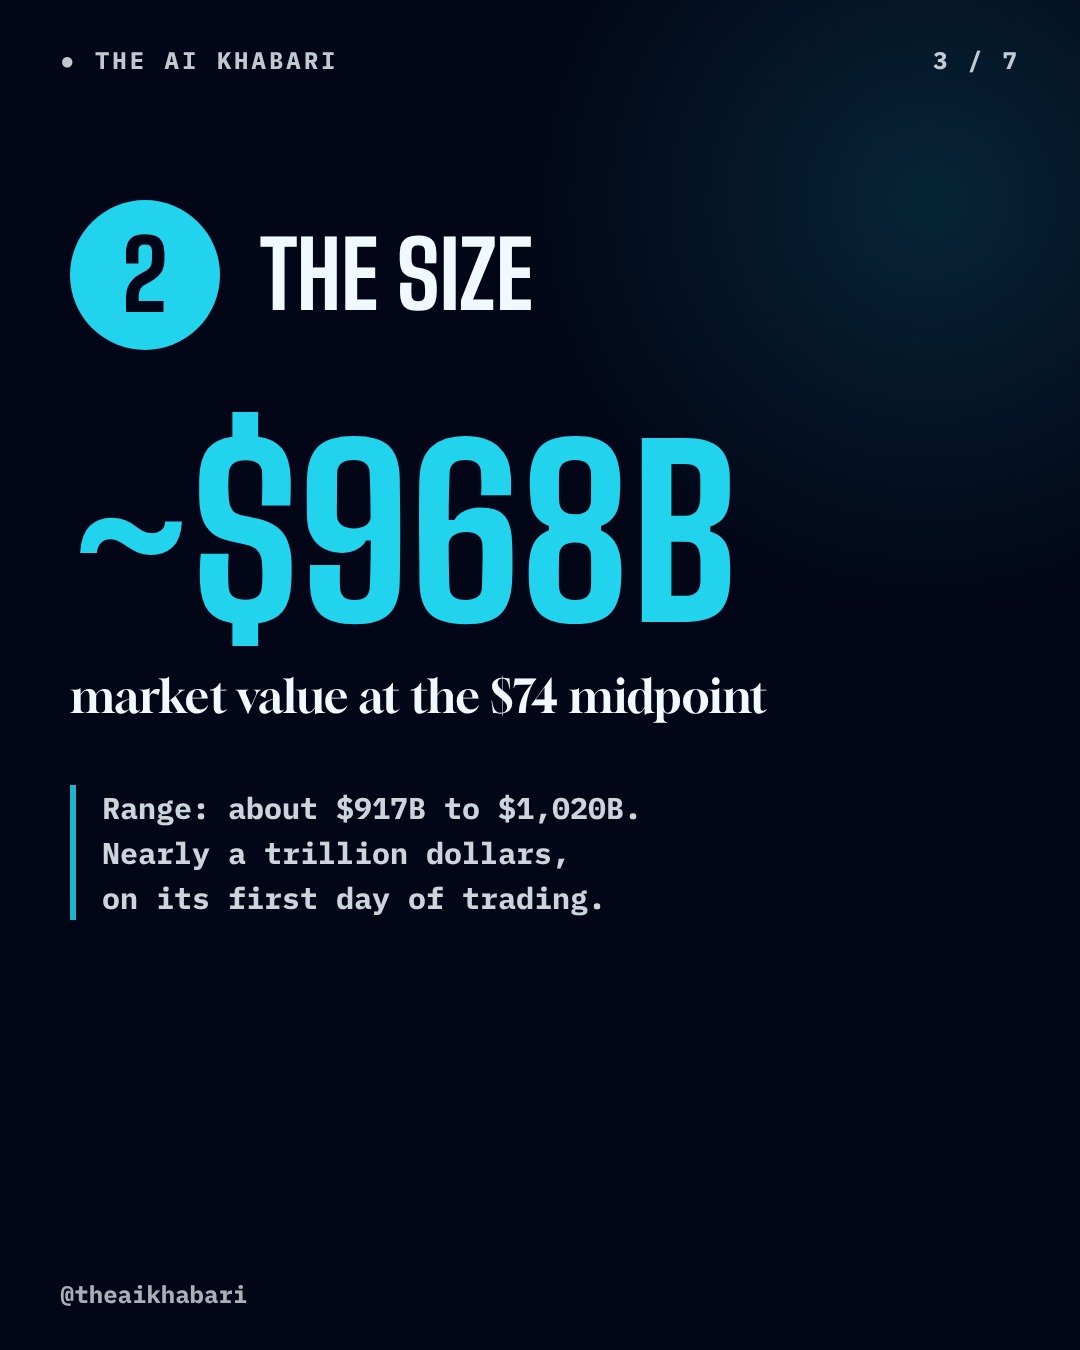 ● THE AI KHABARI
3 / 7
2
THE SIZE
~$968B
market value at the $74 midpoint
Range: about $917B to $1,020B.
Nearly a trillion dollars,
on its first day of trading.
@theaikhabari